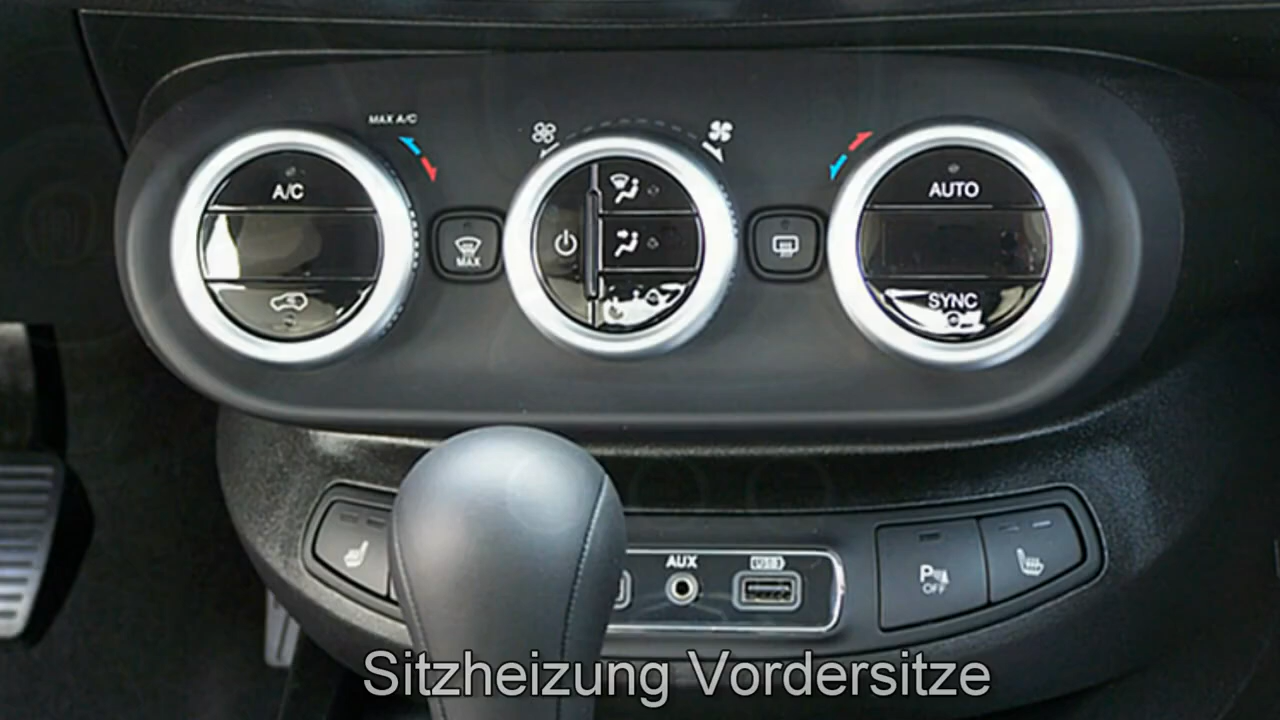 MAX A/C
A/C
AUTO
MAX
SYNC
AUX
USB
P
OFF
Sitzheizung Vordersitze